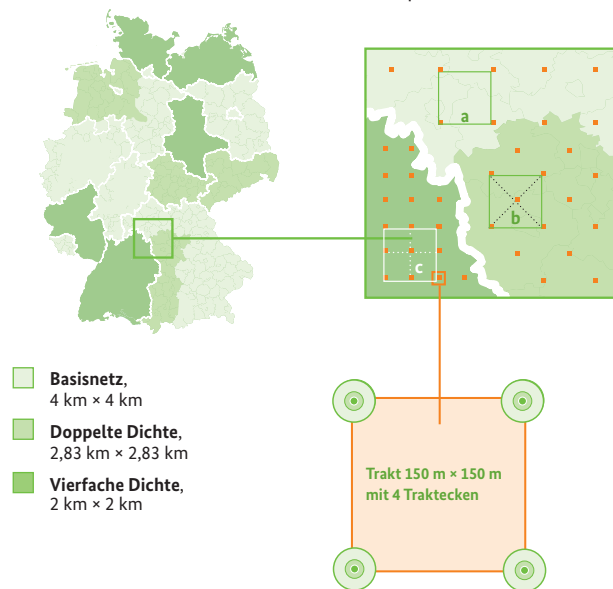 a
b
c
Basisnetz,
4 km × 4 km
Doppelte Dichte,
2,83 km × 2,83 km
Vierfache Dichte,
2 km × 2 km
Trakt 150 m × 150 m
mit 4 Traktecken